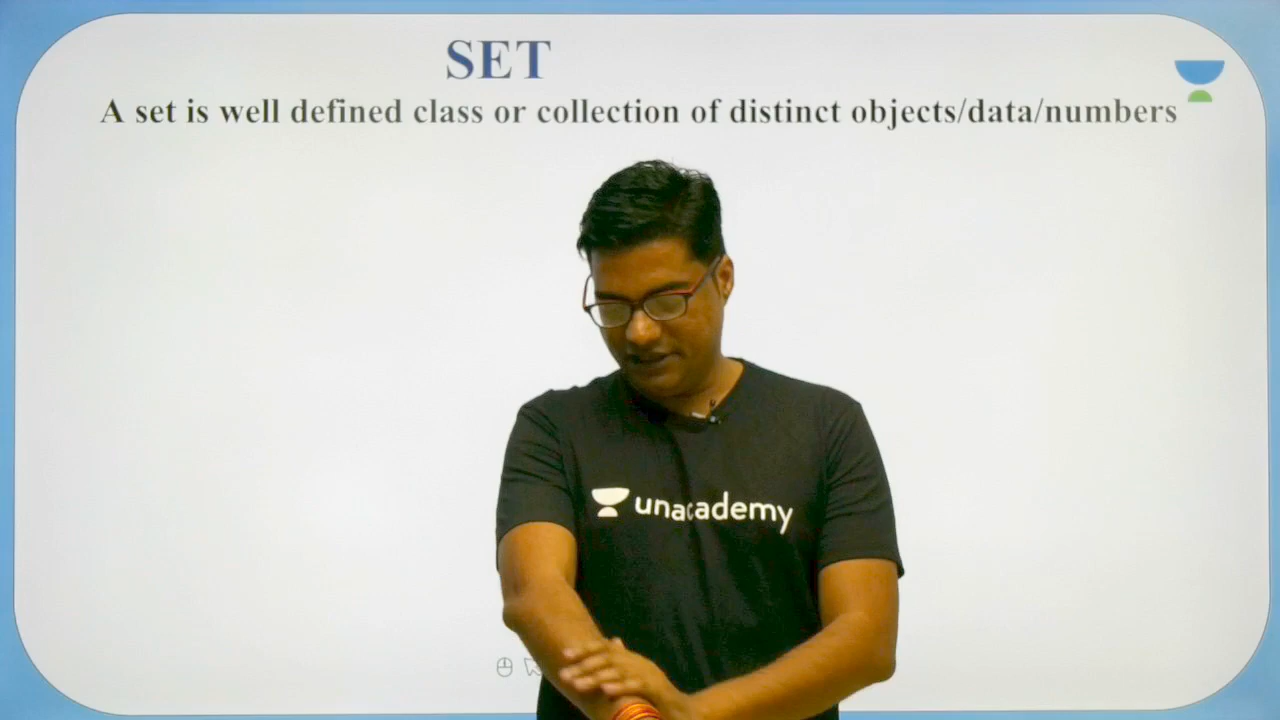 SET
A set is well defined class or collection of distinct objects/data/numbers
unacademy